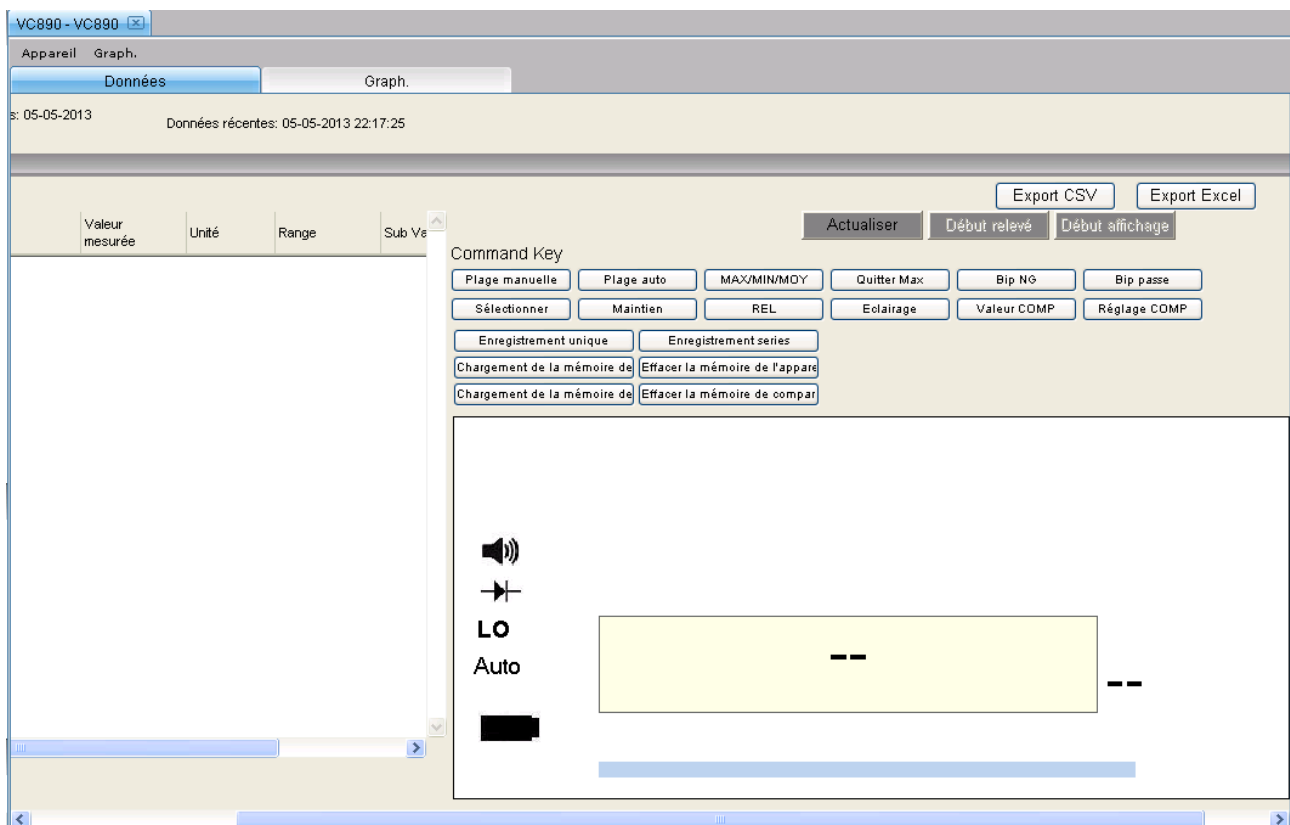 VC890 - VC890
Appareil Graph.
Données Graph.
s: 05-05-2013 Données récentes: 05-05-2013 22:17:25
Export CSV Export Excel
Actualiser Début relevé Début affichage
Valeur mesurée Unité Range Sub Va
Command Key
Plage manuelle Plage auto MAX/MIN/MOY Quitter Max Bip NG Bip passe
Sélectionner Maintien REL Eclairage Valeur COMP Réglage COMP
Enregistrement unique Enregistrement series
Chargement de la mémoire de Effacer la mémoire de l'appare
Chargement de la mémoire de Effacer la mémoire de compar
LO
Auto
--
--